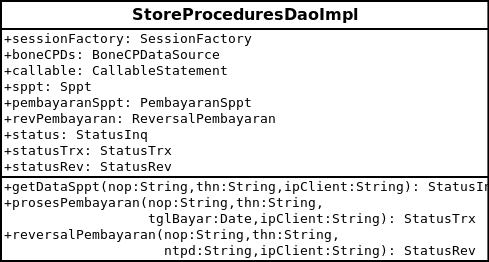 StoreProceduresDaoImpl
+sessionFactory: SessionFactory
+boneCPDs: BoneCPDataSource
+callable: CallableStatement
+sppt: Sppt
+pembayaranSppt: PembayaranSppt
+revPembayaran: ReversalPembayaran
+status: StatusInq
+statusTrx: StatusTrx
+statusRev: StatusRev
+getDataSppt(nop:String,thn:String,ipClient:String): StatusIn
+prosesPembayaran(nop:String,thn:String,
tglBayar:Date,ipClient:String): StatusTrx
+reversalPembayaran(nop:String,thn:String,
ntpd:String,ipClient:String): StatusRev